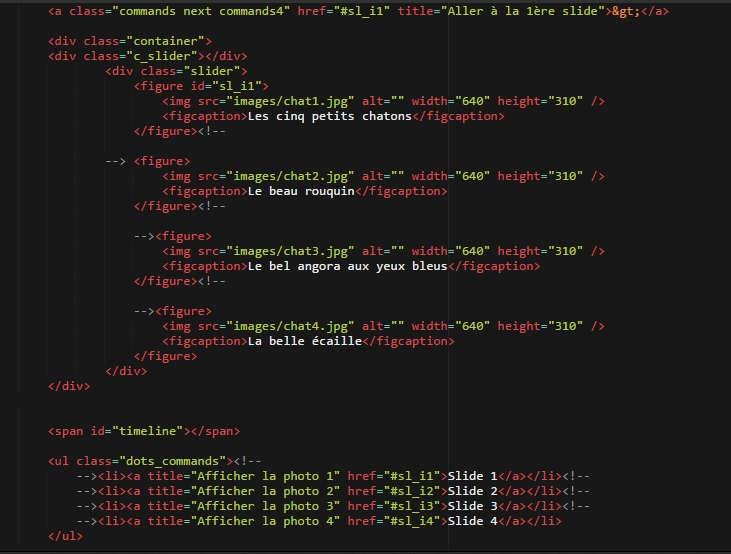 <a class="commands next commands4" href="#sl_i1" title="Aller à la 1ère slide">&gt;</a>
<div class="container">
<div class="c_slider"></div>
<div class="slider">
<figure id="sl_i1">
<img src="images/chat1.jpg" alt="" width="640" height="310" />
<figcaption>Les cinq petits chatons</figcaption>
</figure><!--
--> <figure>
<img src="images/chat2.jpg" alt="" width="640" height="310" />
<figcaption>Le beau rouquin</figcaption>
</figure><!--
--><figure>
<img src="images/chat3.jpg" alt="" width="640" height="310" />
<figcaption>Le bel angora aux yeux bleus</figcaption>
</figure><!--
--><figure>
<img src="images/chat4.jpg" alt="" width="640" height="310" />
<figcaption>La belle écaille</figcaption>
</figure>
</div>
</div>
<span id="timeline"></span>
<ul class="dots_commands"><!--
--><li><a title="Afficher la photo 1" href="#sl_i1">Slide 1</a></li><!--
--><li><a title="Afficher la photo 2" href="#sl_i2">Slide 2</a></li><!--
--><li><a title="Afficher la photo 3" href="#sl_i3">Slide 3</a></li><!--
--><li><a title="Afficher la photo 4" href="#sl_i4">Slide 4</a></li>
</ul>